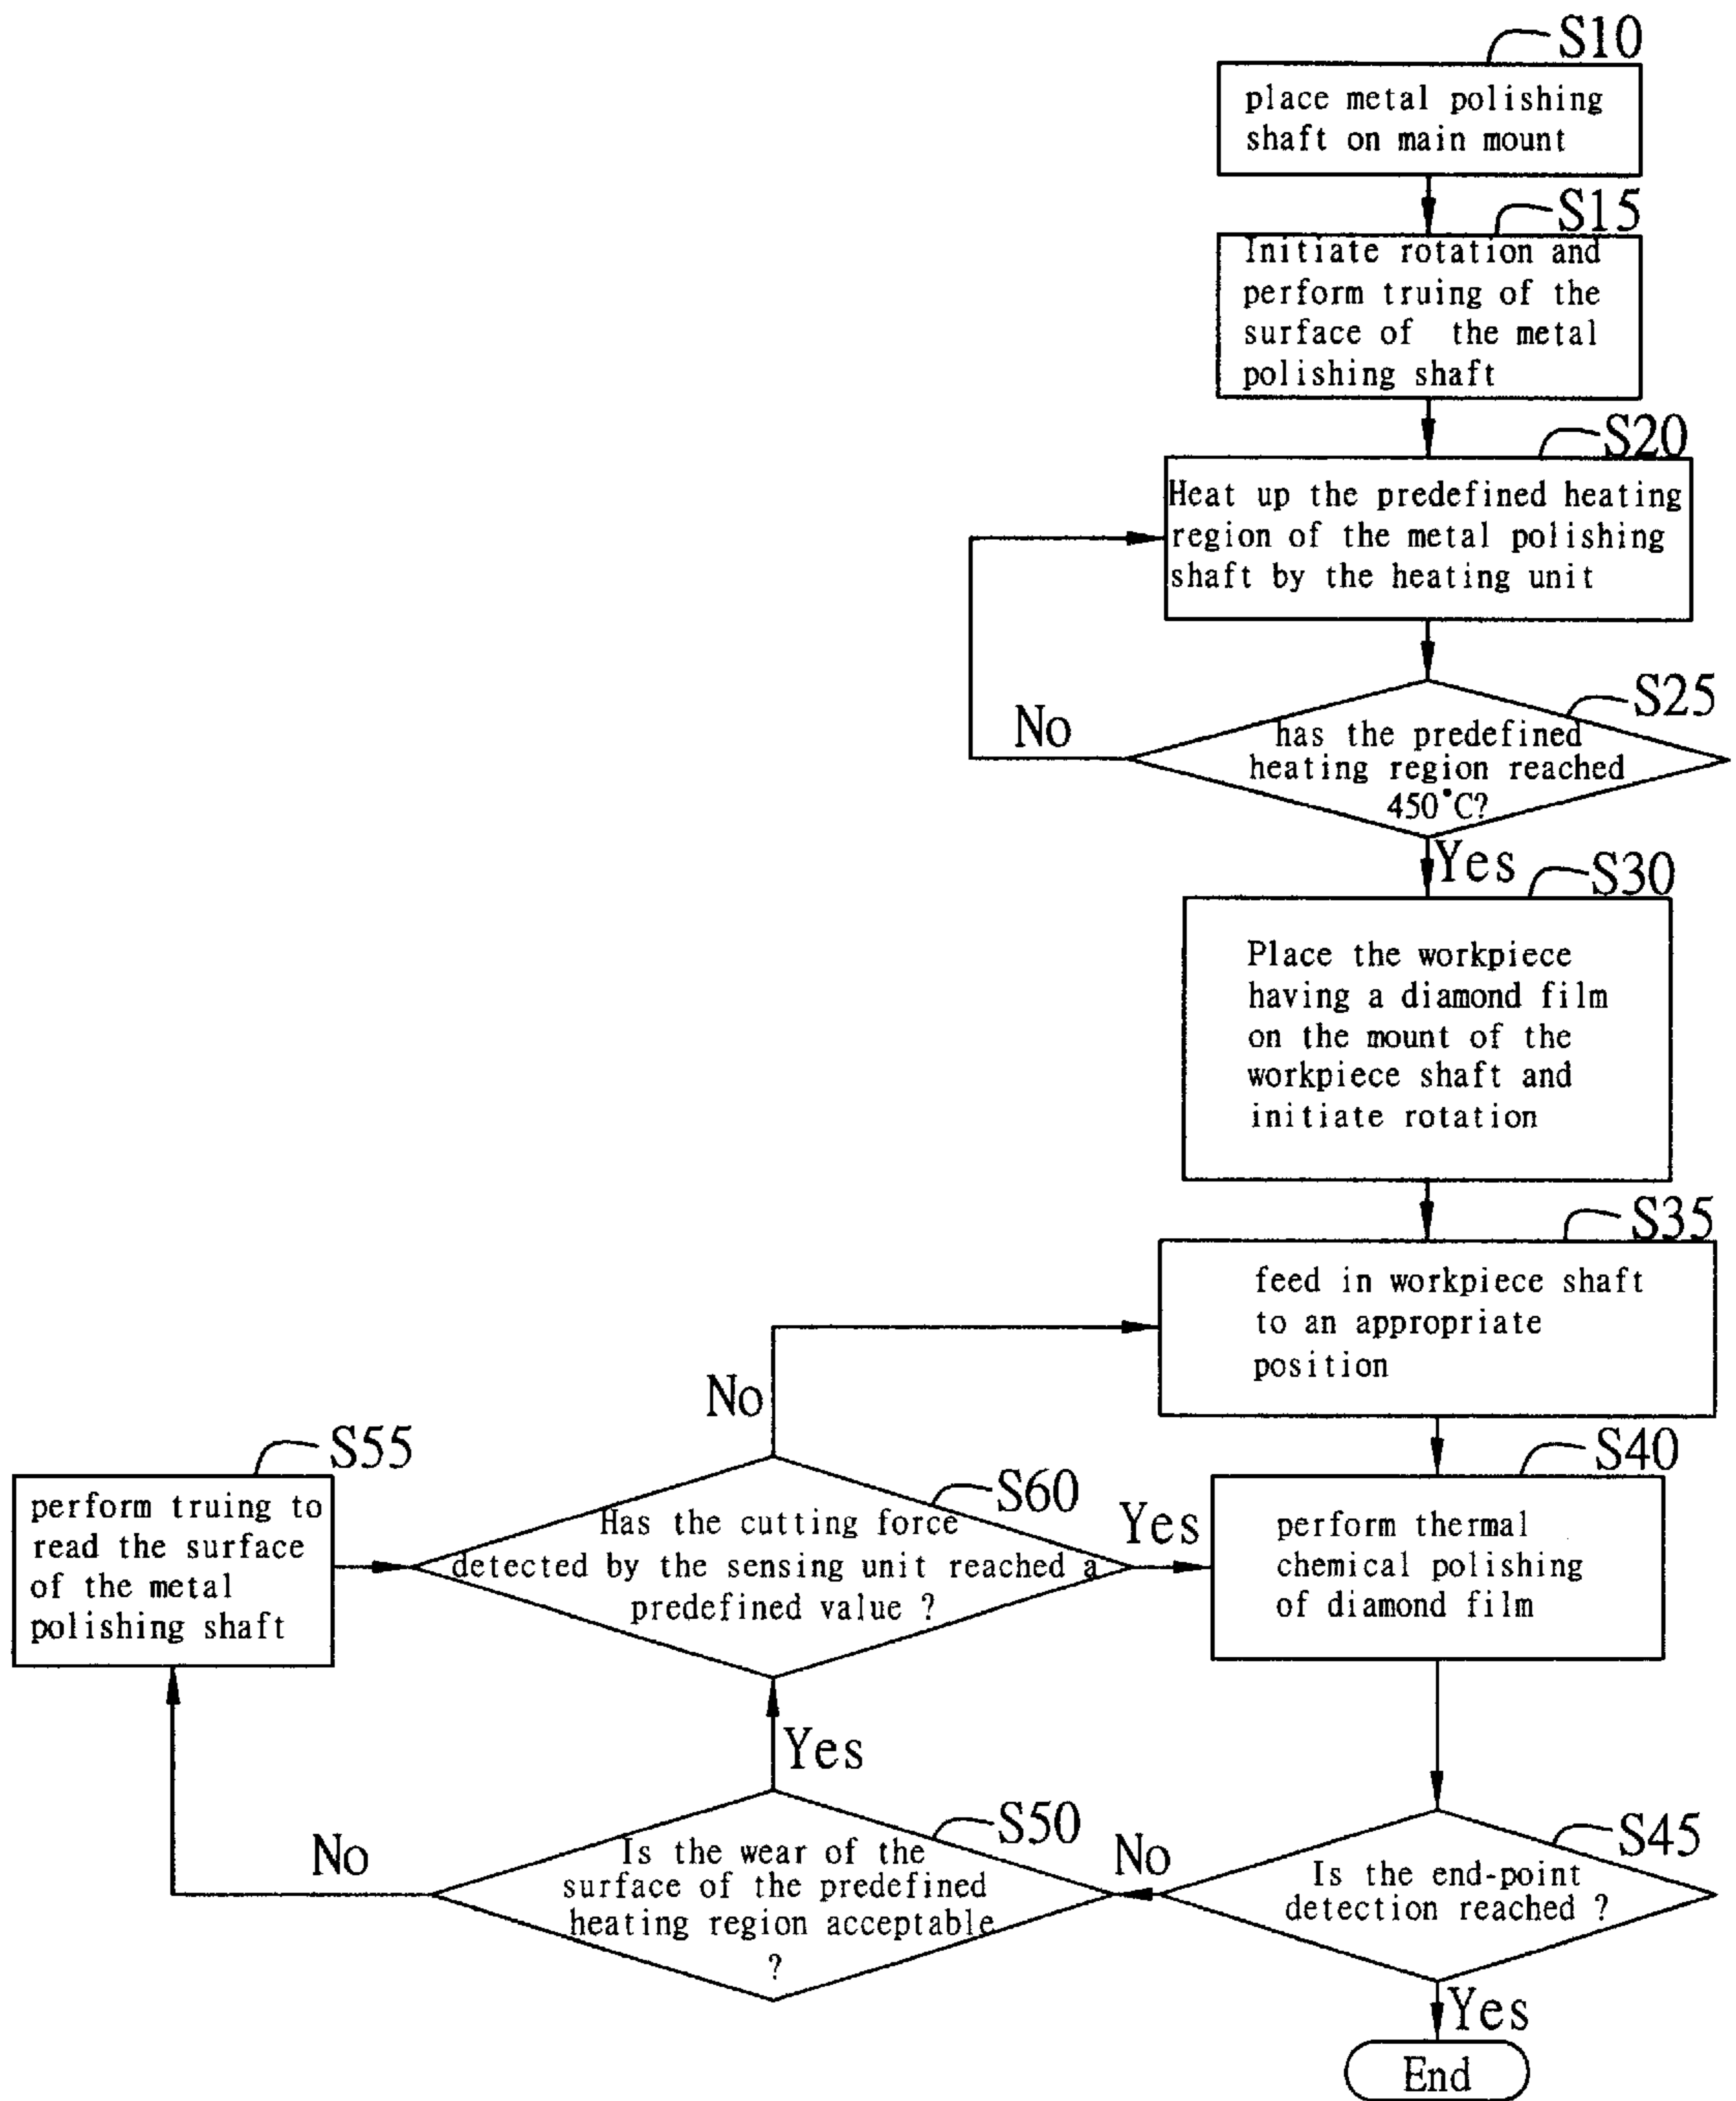 S10
place metal polishing
shaft on main mount
S15
Initiate rotation and
perform truing of the
surface of the metal
polishing shaft
S20
Heat up the predefined heating
region of the metal polishing
shaft by the heating unit
S25
No
has the predefined
heating region reached
450°C?
Yes
S30
Place the workpiece
having a diamond film
on the mount of the
workpiece shaft and
initiate rotation
S35
feed in workpiece shaft
to an appropriate
position
No
S40
perform thermal
chemical polishing
of diamond film
S55
perform truing to
read the surface
of the metal
polishing shaft
S60
Has the cutting force
detected by the sensing unit reached a
predefined value ?
Yes
Yes
S50
No
Is the wear of the
surface of the predefined
heating region acceptable
?
No
S45
Is the end-point
detection reached ?
Yes
End